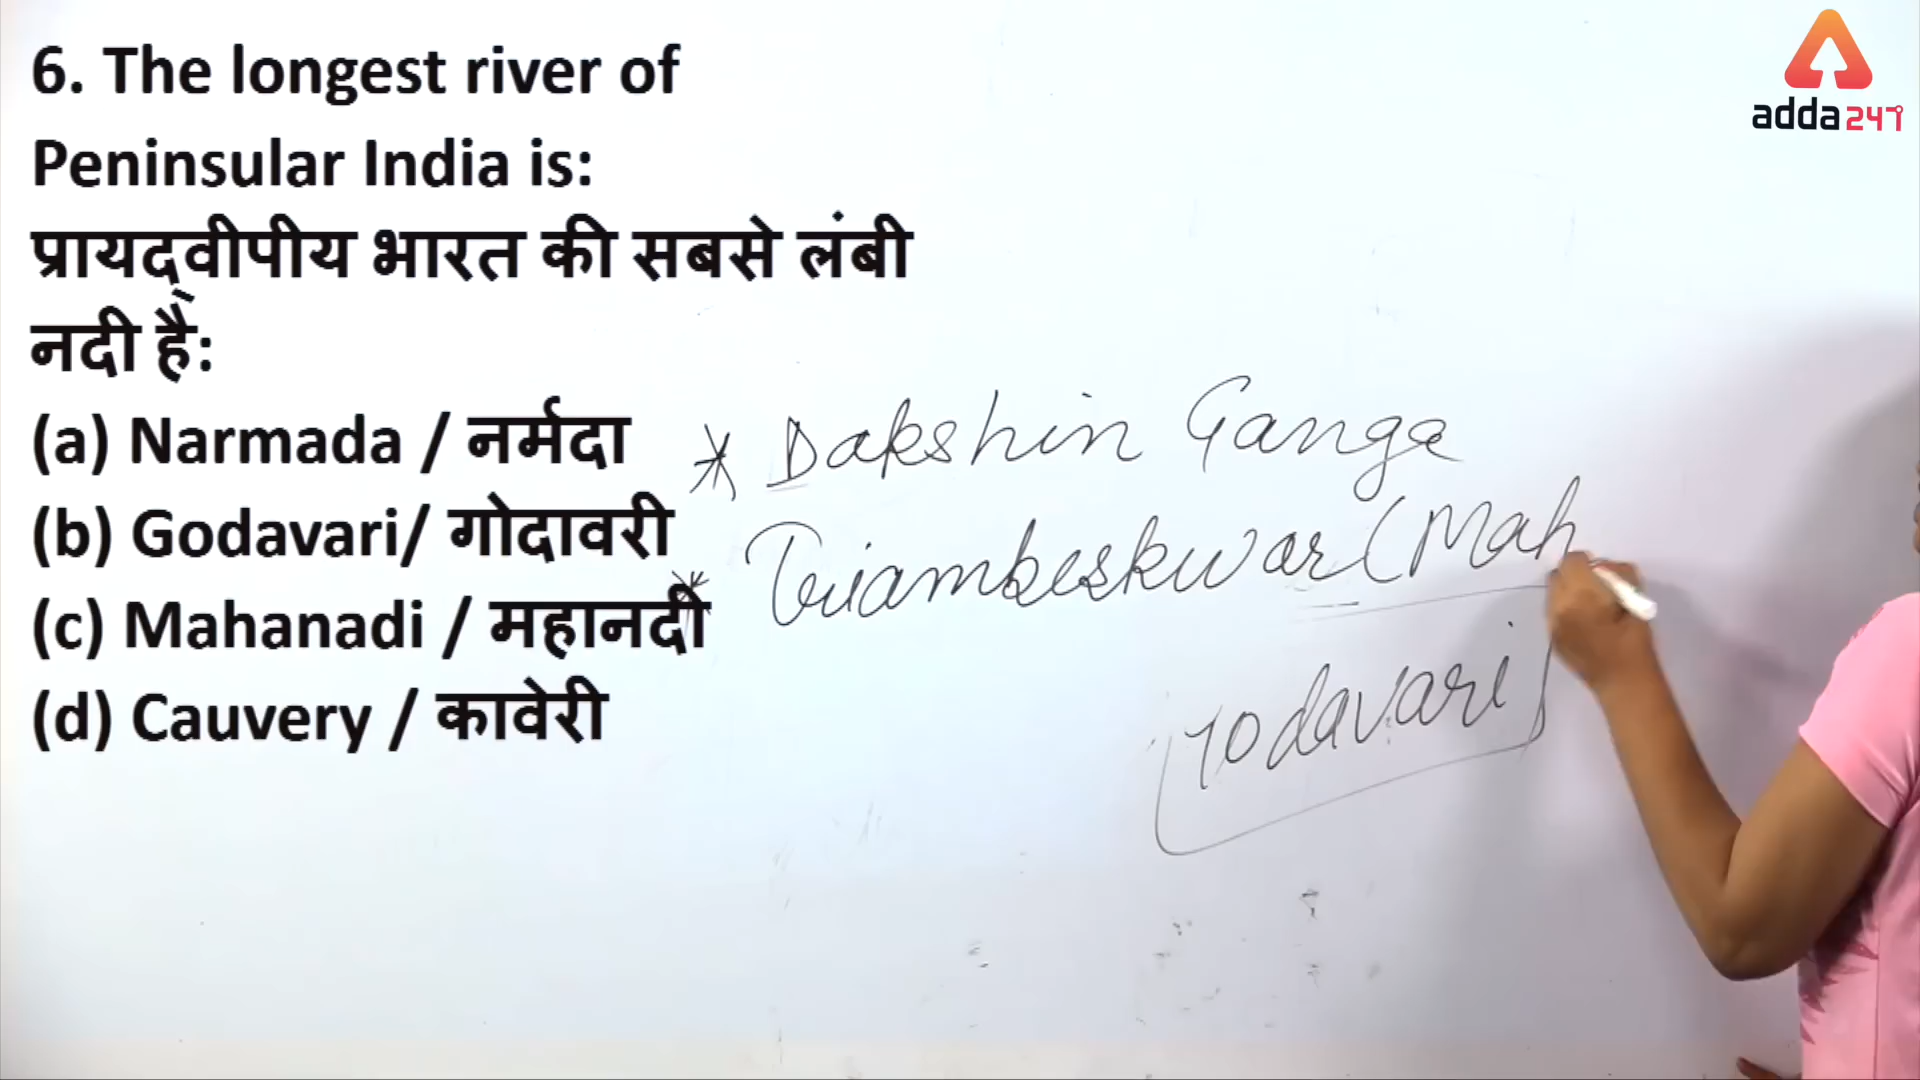 6. The longest river of
Peninsular India is:
प्रायद्वीपीय भारत की सबसे लंबी
नदी है:
(a) Narmada / नर्मदा
(b) Godavari/ गोदावरी
(c) Mahanadi / महानदी
(d) Cauvery / कावेरी
* Dakshin Ganga
* Triambeskwar (Mah
Godavari
adda247